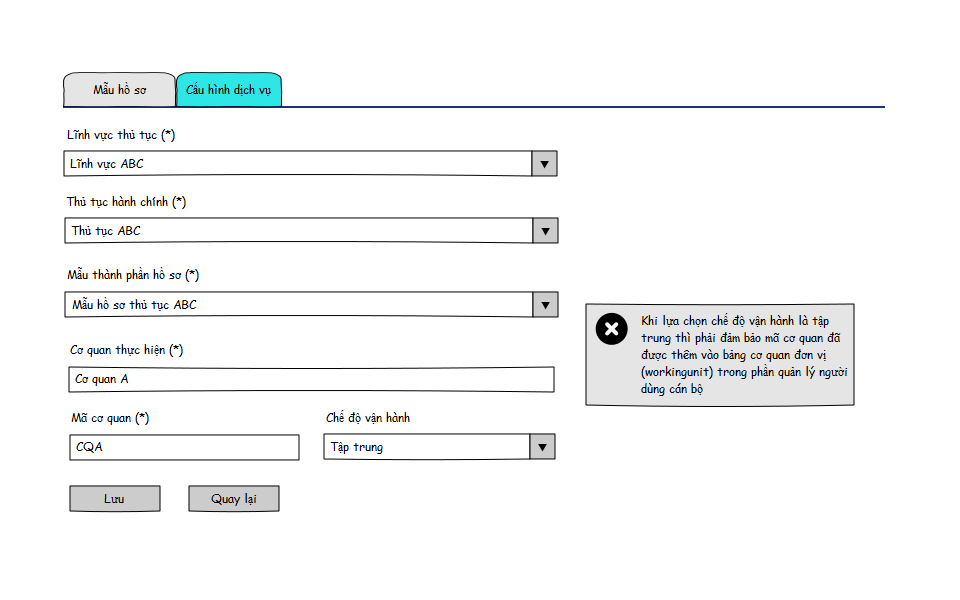 Mẫu hồ sơ
Cấu hình dịch vụ
Lĩnh vực thủ tục (*)
Lĩnh vực ABC
Thủ tục hành chính (*)
Thủ tục ABC
Mẫu thành phần hồ sơ (*)
Mẫu hồ sơ thủ tục ABC
Cơ quan thực hiện (*)
Cơ quan A
Mã cơ quan (*)
Chế độ vận hành
CQA
Tập trung
Lưu
Quay lại
Khi lựa chọn chế độ vận hành là tập
trung thì phải đảm bảo mã cơ quan đã
được thêm vào bảng cơ quan đơn vị
(workingunit) trong phần quản lý người
dùng cán bộ